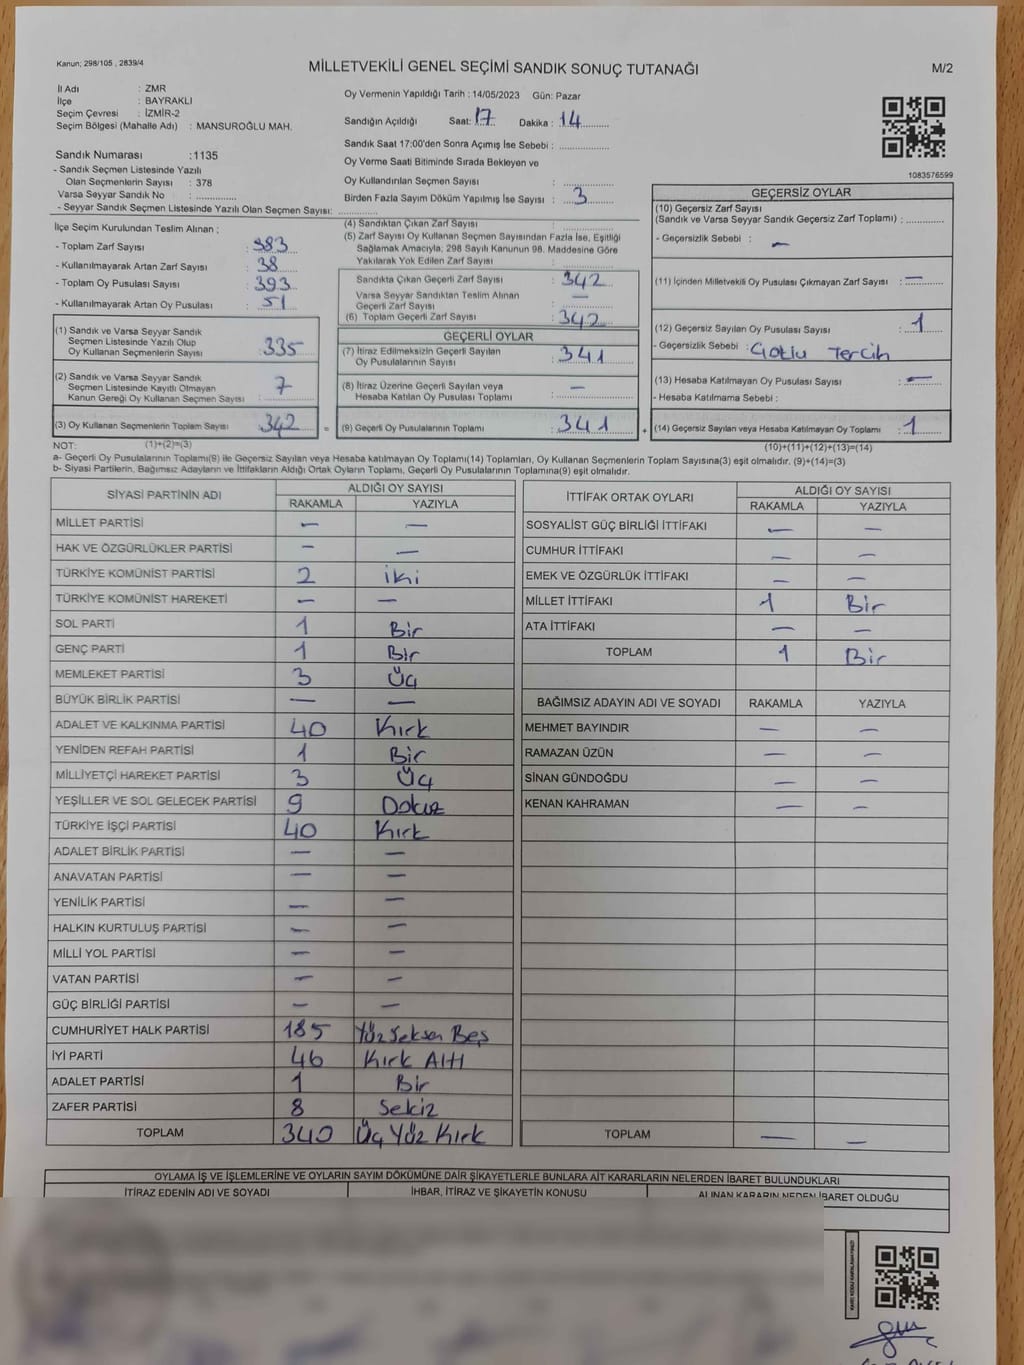 Kanun; 298/105 , 2839/4
MİLLETVEKİLİ GENEL SEÇİMİ SANDIK SONUÇ TUTANAĞI
M/2
İl Adı : ZMR
İlçe : BAYRAKLI
Seçim Çevresi : İZMİR-2
Seçim Bölgesi (Mahalle Adı) : MANSUROĞLU MAH.
Oy Vermenin Yapıldığı Tarih : 14/05/2023 Gün: Pazar
Sandığın Açıldığı Saat: 17 Dakika : 14
Sandık Saat 17:00'den Sonra Açımış İse Sebebi :
Oy Verme Saati Bitiminde Sırada Bekleyen ve
Oy Kullandırılan Seçmen Sayısı :
Birden Fazla Sayım Döküm Yapılmış İse Sayısı : 3
1083576599
Sandık Numarası :1135
- Sandık Seçmen Listesinde Yazılı
Olan Seçmenlerin Sayısı : 378
Varsa Seyyar Sandık No :
- Seyyar Sandık Seçmen Listesinde Yazılı Olan Seçmen Sayısı:
İlçe Seçim Kurulundan Teslim Alınan ;
- Toplam Zarf Sayısı : 383
- Kullanılmayarak Artan Zarf Sayısı : 38
- Toplam Oy Pusulası Sayısı : 393
- Kullanılmayarak Artan Oy Pusulası : 51
(1) Sandık ve Varsa Seyyar Sandık
Seçmen Listesinde Yazılı Olup
Oy Kullanan Seçmenlerin Sayısı : 335
(2) Sandık ve Varsa Seyyar Sandık
Seçmen Listesinde Kayıtlı Olmayan
Kanun Gereği Oy Kullanan Seçmen Sayısı : 7
(3) Oy Kullanan Seçmenlerin Toplam Sayısı : 342
(4) Sandıktan Çıkan Zarf Sayısı :
(5) Zarf Sayısı Oy Kullanan Seçmen Sayısından Fazla İse, Eşitliği
Sağlamak Amacıyla, 298 Sayılı Kanunun 98. Maddesine Göre
Yakılarak Yok Edilen Zarf Sayısı :
Sandıkta Çıkan Geçerli Zarf Sayısı : 342
Varsa Seyyar Sandıktan Teslim Alınan
Geçerli Zarf Sayısı : —
(6) Toplam Geçerli Zarf Sayısı : 342
GEÇERLİ OYLAR
(7) İtiraz Edilmeksizin Geçerli Sayılan
Oy Pusulalarının Sayısı : 341
(8) İtiraz Üzerine Geçerli Sayılan veya
Hesaba Katılan Oy Pusulası Toplamı : —
= (9) Geçerli Oy Pusulalarının Toplamı : 341
GEÇERSİZ OYLAR
(10) Geçersiz Zarf Sayısı
(Sandık ve Varsa Seyyar Sandık Geçersiz Zarf Toplamı) :
- Geçersizlik Sebebi : —
(11) İçinden Milletvekili Oy Pusulası Çıkmayan Zarf Sayısı : —
(12) Geçersiz Sayılan Oy Pusulası Sayısı : 1
- Geçersizlik Sebebi : Çoklu Tercih
(13) Hesaba Katılmayan Oy Pusulası Sayısı : —
- Hesaba Katılmama Sebebi :
+ (14) Geçersiz Sayılan veya Hesaba Katılmayan Oy Toplamı : 1
NOT: (1)+(2)=(3)
(10)+(11)+(12)+(13)=(14)
a- Geçerli Oy Pusulalarının Toplamı(9) ile Geçersiz Sayılan veya Hesaba katılmayan Oy Toplamı(14) Toplamları, Oy Kullanan Seçmenlerin Toplam Sayısına(3) eşit olmalıdır. (9)+(14)=(3)
b- Siyasi Partilerin, Bağımsız Adayların ve İttifakların Aldığı Ortak Oyların Toplamı, Geçerli Oy Pusulalarının Toplamına(9) eşit olmalıdır.
SİYASİ PARTİNİN ADI ALDIĞI OY SAYISI
RAKAMLA YAZIYLA
MİLLET PARTİSİ — —
HAK VE ÖZGÜRLÜKLER PARTİSİ — —
TÜRKİYE KOMÜNİST PARTİSİ 2 iki
TÜRKİYE KOMÜNİST HAREKETİ — —
SOL PARTİ 1 Bir
GENÇ PARTİ 1 Bir
MEMLEKET PARTİSİ 3 Üç
BÜYÜK BİRLİK PARTİSİ — —
ADALET VE KALKINMA PARTİSİ 40 Kırk
YENİDEN REFAH PARTİSİ 1 Bir
MİLLİYETÇİ HAREKET PARTİSİ 3 Üç
YEŞİLLER VE SOL GELECEK PARTİSİ 9 Dokuz
TÜRKİYE İŞÇİ PARTİSİ 40 Kırk
ADALET BİRLİK PARTİSİ — —
ANAVATAN PARTİSİ — —
YENİLİK PARTİSİ — —
HALKIN KURTULUŞ PARTİSİ — —
MİLLİ YOL PARTİSİ — —
VATAN PARTİSİ — —
GÜÇ BİRLİĞİ PARTİSİ — —
CUMHURİYET HALK PARTİSİ 185 Yüz Seksen Beş
İYİ PARTİ 46 Kırk Altı
ADALET PARTİSİ 1 Bir
ZAFER PARTİSİ 8 Sekiz
TOPLAM 340 Üç Yüz Kırk
İTTİFAK ORTAK OYLARI ALDIĞI OY SAYISI
RAKAMLA YAZIYLA
SOSYALİST GÜÇ BİRLİĞİ İTTİFAKI — —
CUMHUR İTTİFAKI — —
EMEK VE ÖZGÜRLÜK İTTİFAKI — —
MİLLET İTTİFAKI 1 Bir
ATA İTTİFAKI — —
TOPLAM 1 Bir
BAĞIMSIZ ADAYIN ADI VE SOYADI RAKAMLA YAZIYLA
MEHMET BAYINDIR — —
RAMAZAN ÜZÜN — —
SİNAN GÜNDOĞDU — —
KENAN KAHRAMAN — —
TOPLAM — —
OYLAMA İŞ VE İŞLEMLERİNE VE OYLARIN SAYIM DÖKÜMÜNE DAİR ŞİKAYETLERLE BUNLARA AİT KARARLARIN NELERDEN İBARET BULUNDUKLARI
İTİRAZ EDENİN ADI VE SOYADI İHBAR, İTİRAZ VE ŞİKAYETİN KONUSU ALINAN KARARIN NEDEN İBARET OLDUĞU